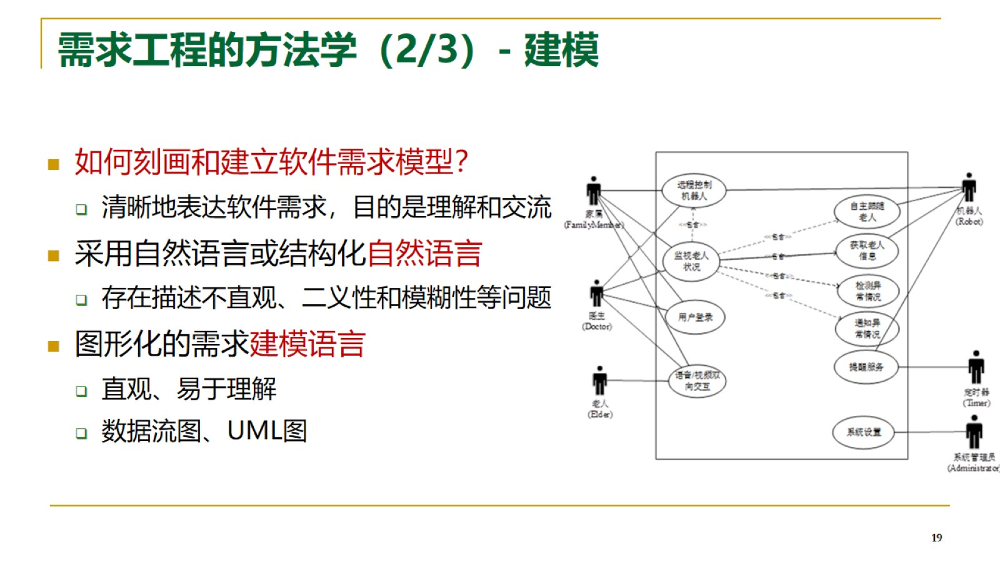 需求工程的方法学（2/3）- 建模
如何刻画和建立软件需求模型？
清晰地表达软件需求，目的是理解和交流
采用自然语言或结构化自然语言
存在描述不直观、二义性和模糊性等问题
图形化的需求建模语言
直观、易于理解
数据流图、UML图
家属
(FamilyMember)
医生
(Doctor)
老人
(Elder)
远程控制
机器人
<<包含>>
监视老人
状况
用户登录
语音/视频双
向交互
<<包含>>
<<包含>>
<<包含>>
<<包含>>
自主跟随
老人
获取老人
信息
检测异
常情况
通知异
常情况
提醒服务
系统设置
机器人
(Robot)
定时器
(Timer)
系统管理员
(Administrator)
19